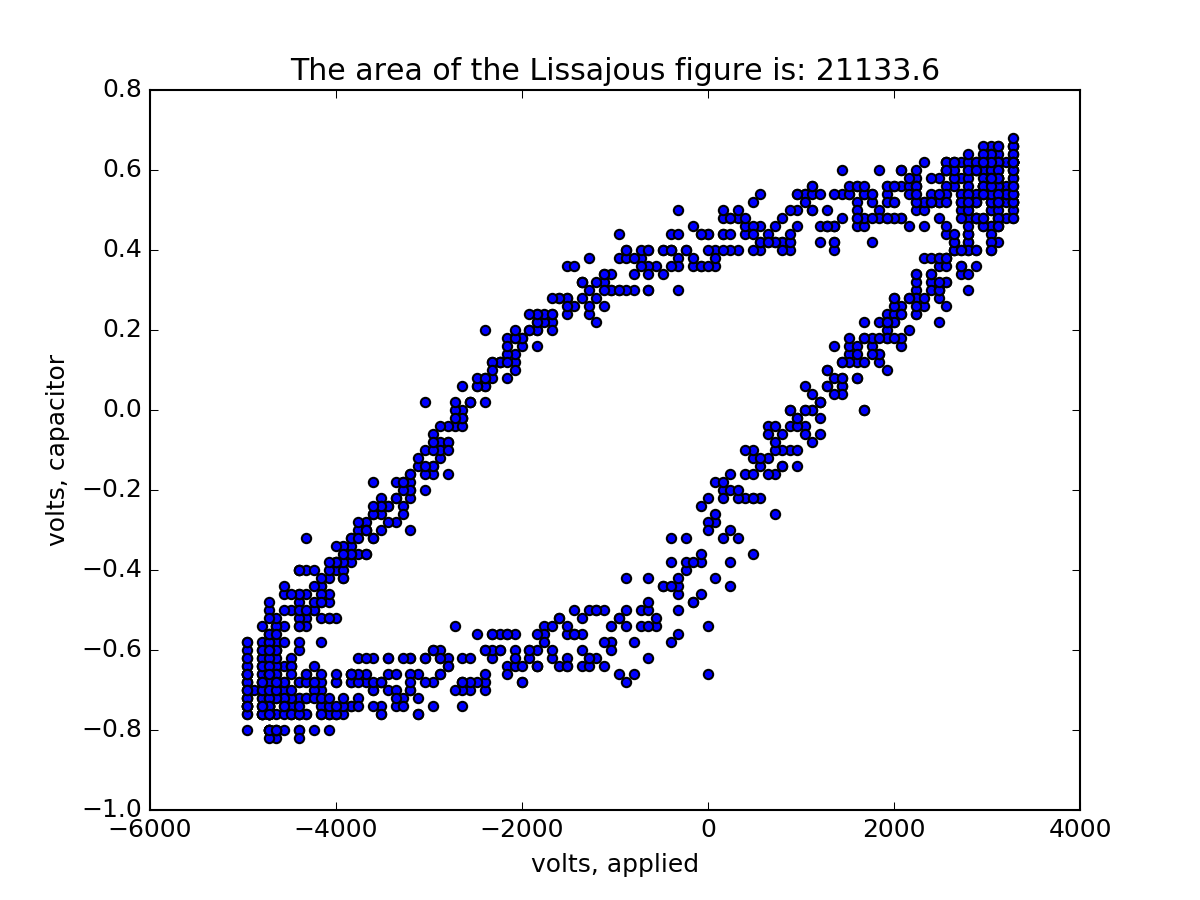 The area of the Lissajous figure is: 21133.6
0.8
0.6
0.4
0.2
0.0
−0.2
−0.4
−0.6
−0.8
−1.0
volts, capacitor
−6000 −4000 −2000 0 2000 4000
volts, applied